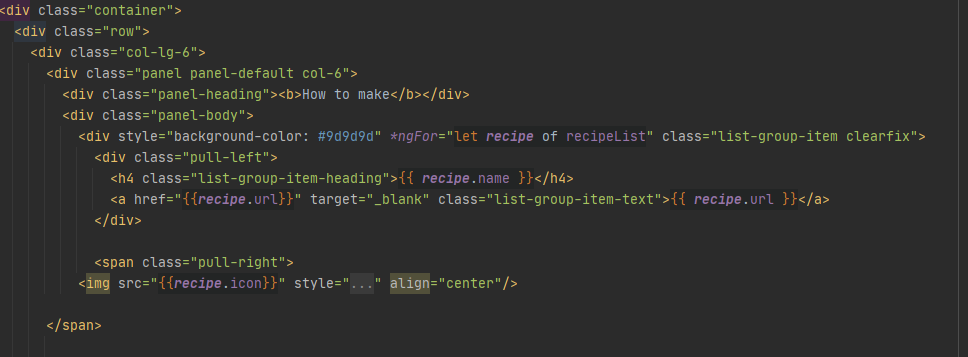 <div class="container">
<div class="row">
<div class="col-lg-6">
<div class="panel panel-default col-6">
<div class="panel-heading"><b>How to make</b></div>
<div class="panel-body">
<div style="background-color: #9d9d9d" *ngFor="let recipe of recipeList" class="list-group-item clearfix">
<div class="pull-left">
<h4 class="list-group-item-heading">{{ recipe.name }}</h4>
<a href="{{recipe.url}}" target="_blank" class="list-group-item-text">{{ recipe.url }}</a>
</div>
<span class="pull-right">
<img src="{{recipe.icon}}" style="..." align="center"/>
</span>